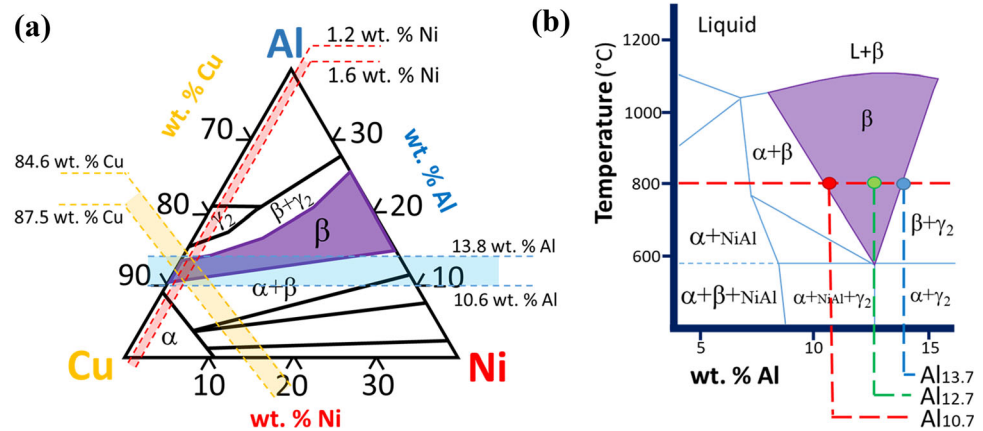 (a)
Al
1.2 wt. % Ni
1.6 wt. % Ni
wt. % Cu
70
30
wt. % Al
84.6 wt. % Cu
87.5 wt. % Cu
80
20
γ2
β+γ2
β
13.8 wt. % Al
90
10
α+β
10.6 wt. % Al
α
Cu
Ni
10
20
30
wt. % Ni
(b)
Liquid
1200
L+β
Temperature (°C)
1000
β
α+β
800
β+γ2
α+NiAl
600
α+β+NiAl
α+NiAl+γ2
α+γ2
5
10
15
wt. % Al
Al13.7
Al12.7
Al10.7